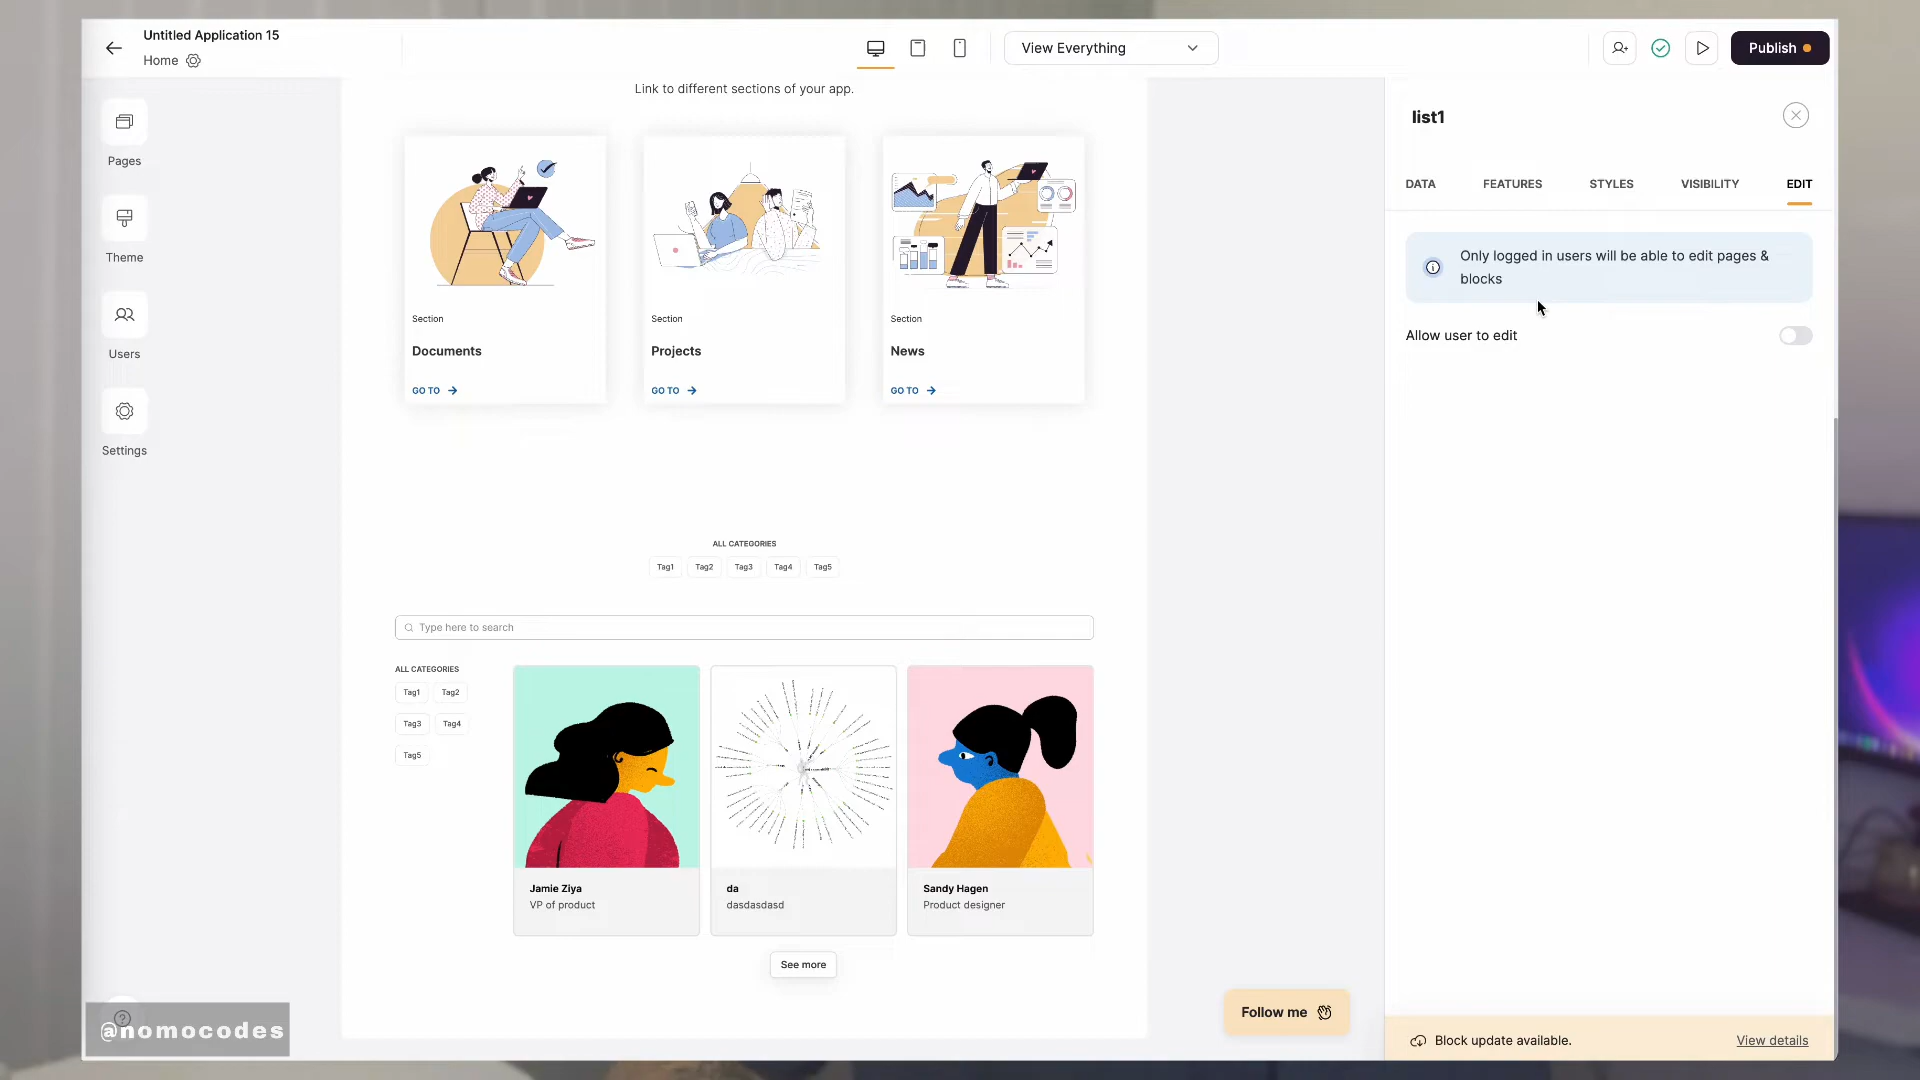 Untitled Application 15
Home
View Everything
Publish
Pages
Theme
Users
Settings
Link to different sections of your app.
Section
Documents
GO TO
Section
Projects
GO TO
Section
News
GO TO
ALL CATEGORIES
Tag1 Tag2 Tag3 Tag4 Tag5
Type here to search
ALL CATEGORIES
Tag1 Tag2
Tag3 Tag4
Tag5
Jamie Ziya
VP of product
da
dasdasdasd
Sandy Hagen
Product designer
See more
Follow me
list1
DATA FEATURES STYLES VISIBILITY EDIT
Only logged in users will be able to edit pages &
blocks
Allow user to edit
Block update available. View details
@nomocodes